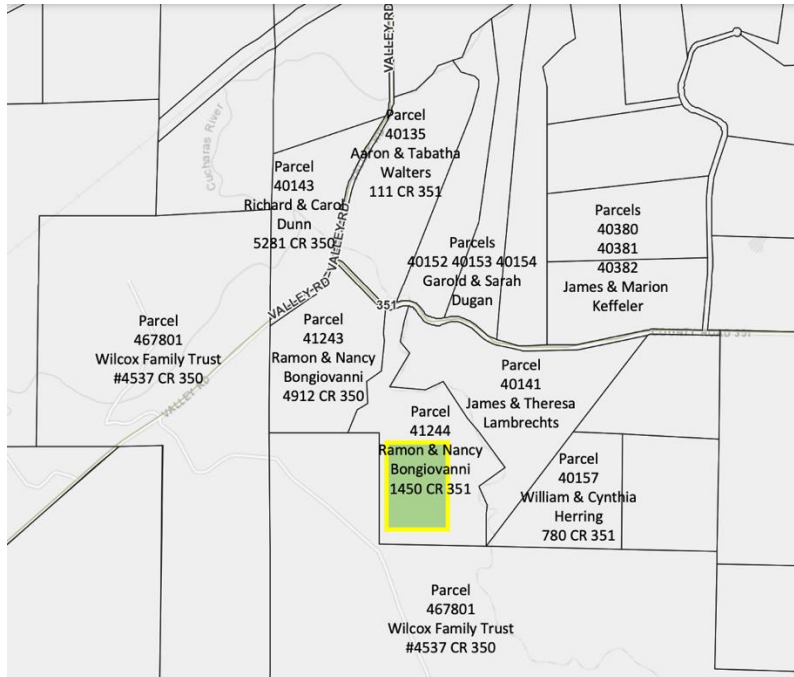 VALLEY RD
Cucharas River
Parcel
40135
Aaron & Tabatha
Walters
111 CR 351
Parcel
40143
Richard & Carol
Dunn
5281 CR 350
VALLEY RD
VALLEY RD
Parcels
40152 40153 40154
Garold & Sarah
Dugan
Parcels
40380
40381
40382
James & Marion
Keffeler
351
COUNTY ROAD 351
Parcel
467801
Wilcox Family Trust
#4537 CR 350
VALLEY RD
Parcel
41243
Ramon & Nancy
Bongiovanni
4912 CR 350
Parcel
40141
James & Theresa
Lambrechts
Parcel
41244
Ramon & Nancy
Bongiovanni
1450 CR 351
Parcel
40157
William & Cynthia
Herring
780 CR 351
Parcel
467801
Wilcox Family Trust
#4537 CR 350